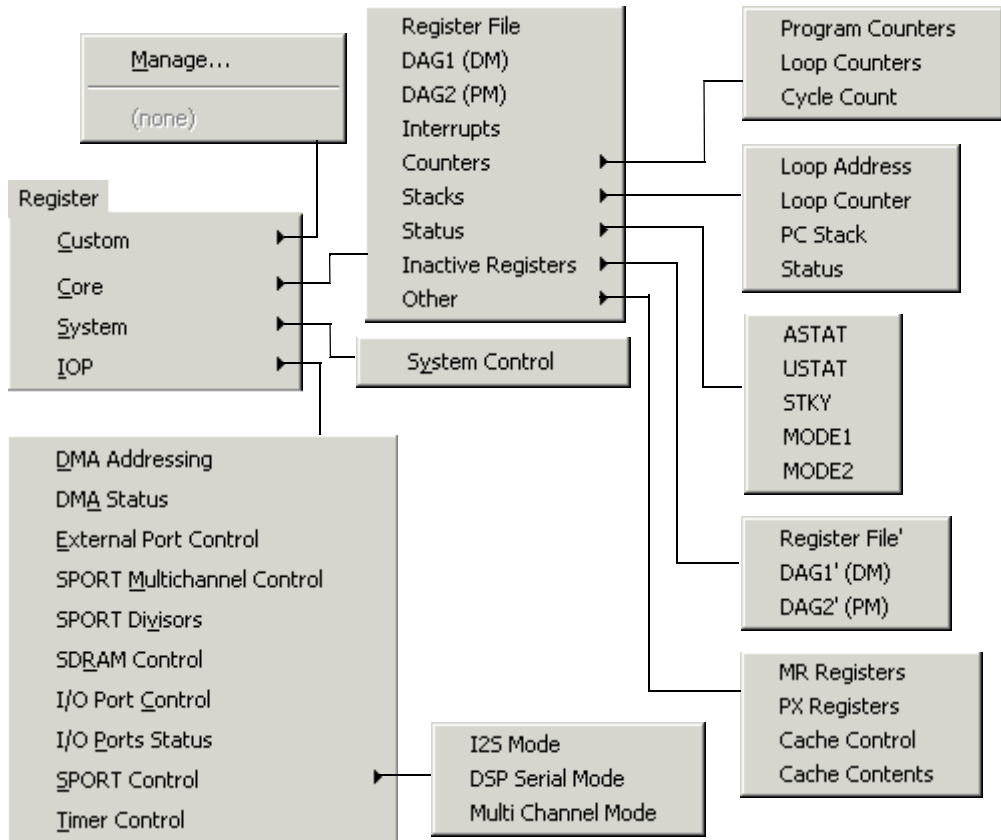 Register
Custom
Core
System
IOP
Manage...
(none)
Register File
DAG1 (DM)
DAG2 (PM)
Interrupts
Counters
Stacks
Status
Inactive Registers
Other
Program Counters
Loop Counters
Cycle Count
Loop Address
Loop Counter
PC Stack
Status
ASTAT
USTAT
STKY
MODE1
MODE2
Register File'
DAG1' (DM)
DAG2' (PM)
MR Registers
PX Registers
Cache Control
Cache Contents
System Control
DMA Addressing
DMA Status
External Port Control
SPORT Multichannel Control
SPORT Divisors
SDRAM Control
I/O Port Control
I/O Ports Status
SPORT Control
Timer Control
I2S Mode
DSP Serial Mode
Multi Channel Mode